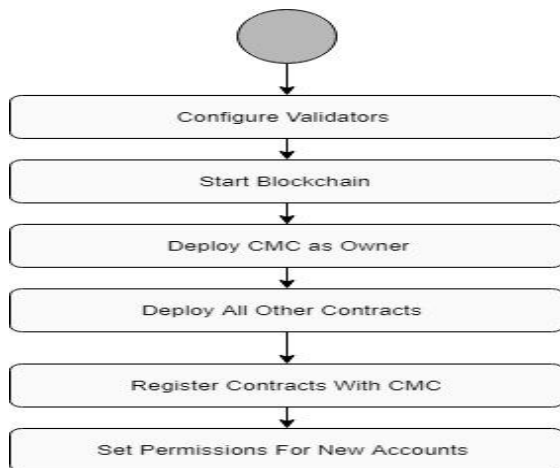 Configure Validators
Start Blockchain
Deploy CMC as Owner
Deploy All Other Contracts
Register Contracts With CMC
Set Permissions For New Accounts